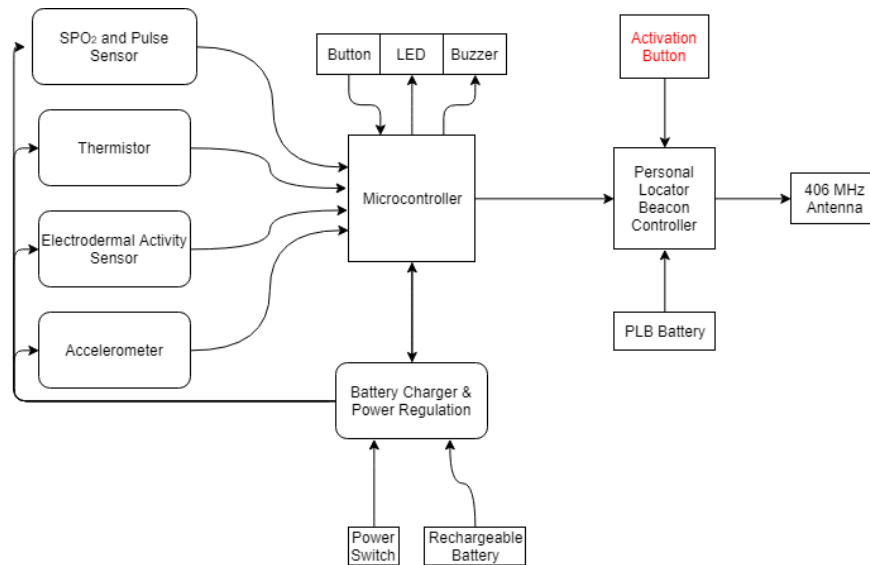 SPO₂ and Pulse
Sensor
Button
LED
Buzzer
Activation
Button
Thermistor
Microcontroller
Personal
Locator
Beacon
Controller
406 MHz
Antenna
Electrodermal Activity
Sensor
PLB Battery
Accelerometer
Battery Charger &
Power Regulation
Power
Switch
Rechargeable
Battery